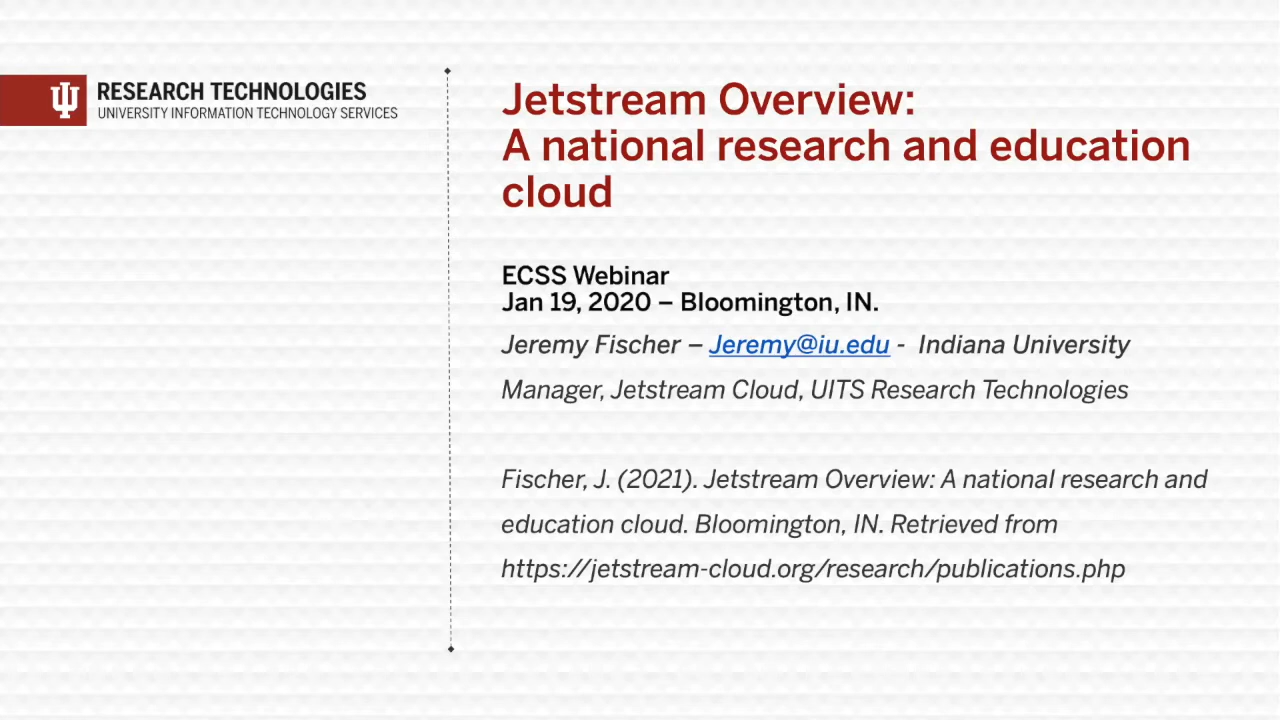 RESEARCH TECHNOLOGIES
UNIVERSITY INFORMATION TECHNOLOGY SERVICES
Jetstream Overview:
A national research and education
cloud
ECSS Webinar
Jan 19, 2020 – Bloomington, IN.
Jeremy Fischer – Jeremy@iu.edu - Indiana University
Manager, Jetstream Cloud, UITS Research Technologies
Fischer, J. (2021). Jetstream Overview: A national research and
education cloud. Bloomington, IN. Retrieved from
https://jetstream-cloud.org/research/publications.php